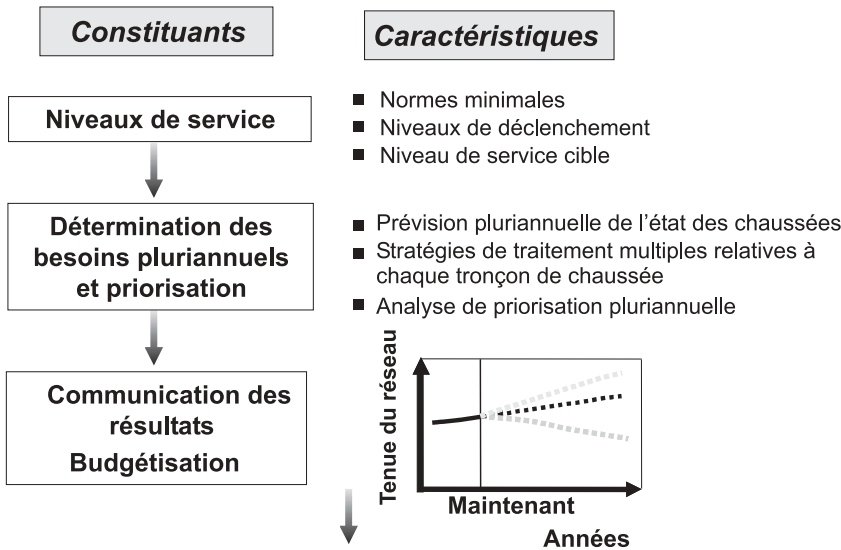 Constituants
Caractéristiques
Niveaux de service
■ Normes minimales
■ Niveaux de déclenchement
■ Niveau de service cible
Détermination des
besoins pluriannuels
et priorisation
■ Prévision pluriannuelle de l’état des chaussées
■ Stratégies de traitement multiples relatives à
chaque tronçon de chaussée
■ Analyse de priorisation pluriannuelle
Communication des
résultats
Budgétisation
Tenue du réseau
Maintenant
Années